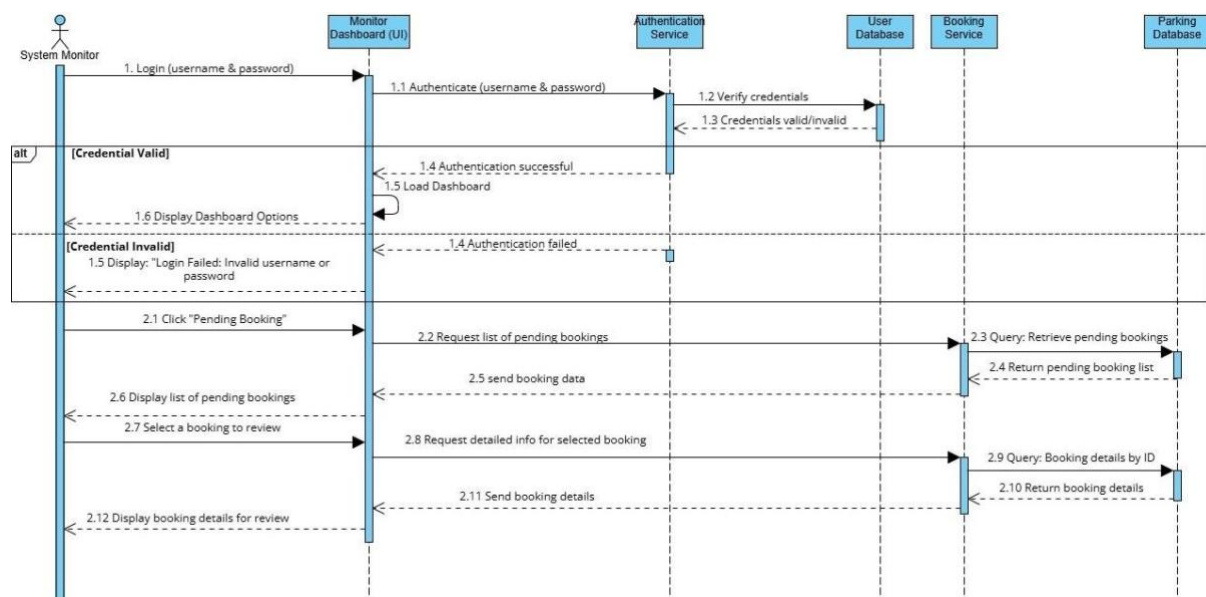 System Monitor
Monitor
Dashboard (UI)
Authentication
Service
User
Database
Booking
Service
Parking
Database
1. Login (username & password)
1.1 Authenticate (username & password)
1.2 Verify credentials
1.3 Credentials valid/invalid
alt
[Credential Valid]
1.4 Authentication successful
1.5 Load Dashboard
1.6 Display Dashboard Options
[Credential Invalid]
1.4 Authentication failed
1.5 Display: "Login Failed: Invalid username or
password
2.1 Click "Pending Booking"
2.2 Request list of pending bookings
2.3 Query: Retrieve pending bookings
2.4 Return pending booking list
2.5 send booking data
2.6 Display list of pending bookings
2.7 Select a booking to review
2.8 Request detailed info for selected booking
2.9 Query: Booking details by ID
2.10 Return booking details
2.11 Send booking details
2.12 Display booking details for review